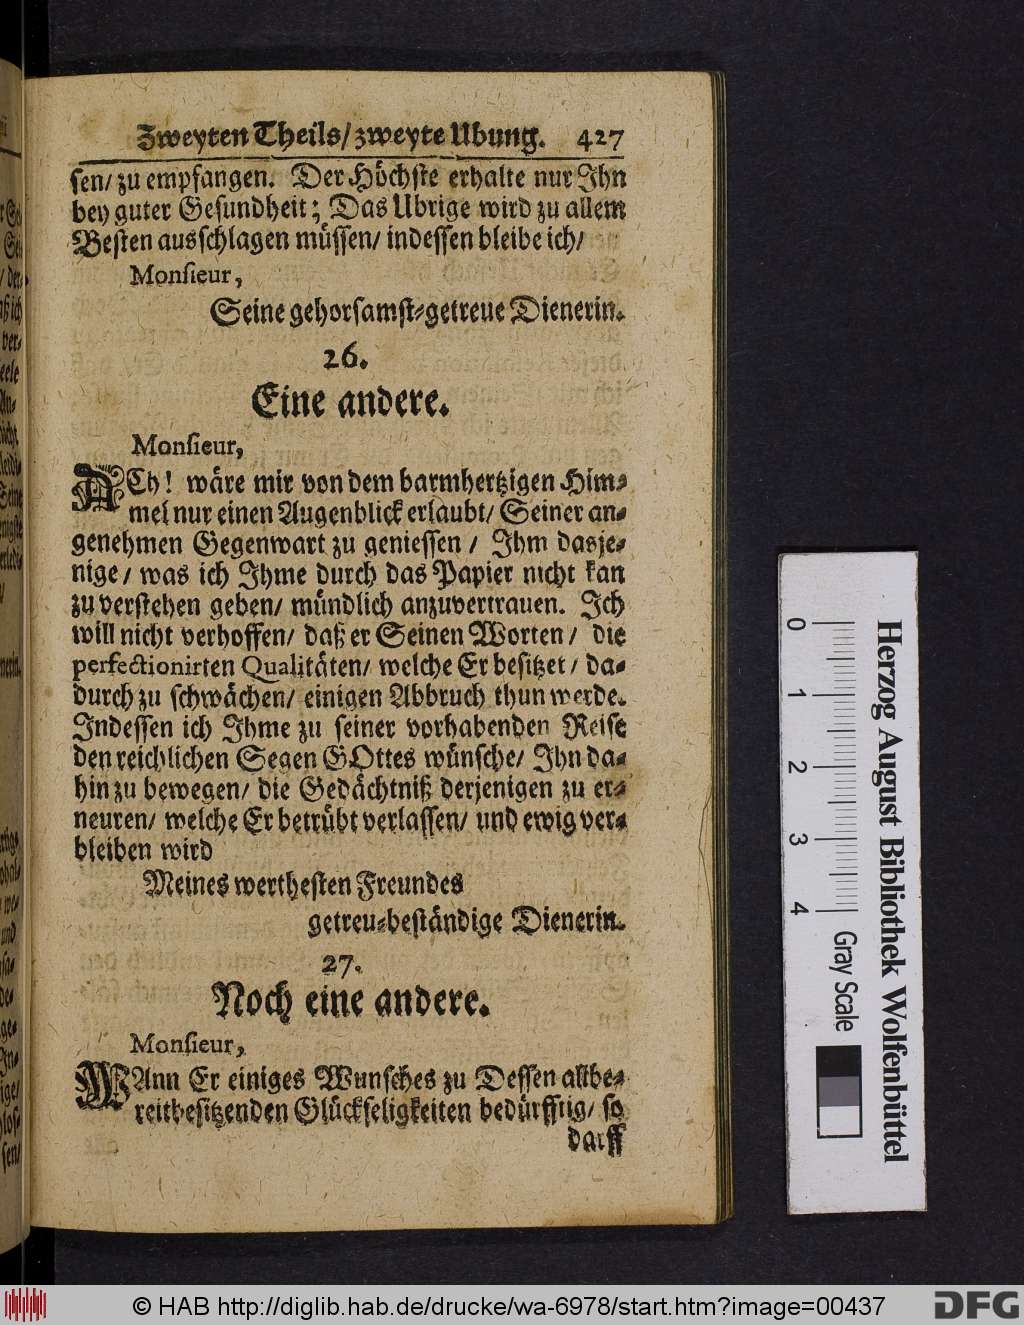 Zweyten Theils/ zweyte Ubung. 427
sen/ zu empfangen. Der Höchste erhalte nur Ihn
bey guter Gesundheit; Das Ubrige wird zu allem
Besten ausschlagen müssen/ indessen bleibe ich/
Monsieur,
Seine gehorsamst-getreue Dienerin.
26.
Eine andere.
Monsieur,
ACh! wäre mir von dem barmhertzigen Him-
mel nur einen Augenblick erlaubt/ Seiner an-
genehmen Gegenwart zu geniessen / Ihm dasje-
nige/ was ich Ihme durch das Papier nicht kan
zu verstehen geben/ mündlich anzuvertrauen. Ich
will nicht verhoffen/ daß er Seinen Worten/ die
perfectionirten Qualitäten/ welche Er besitzet/ da-
durch zu schwächen/ einigen Abbruch thun werde.
Indessen ich Ihme zu seiner vorhabenden Reise
den reichlichen Segen GOttes wünsche/ Ihn da-
hin zu bewegen/ die Gedächtniß derjenigen zu er-
neuren/ welche Er betrübt verlassen/ und ewig ver-
bleiben wird
Meines werthesten Freundes
getreu-beständige Dienerin.
27.
Noch eine andere.
Monsieur,
WAnn Er einiges Wunsches zu Dessen allbe-
reit besitzenden Glückseligkeiten bedürfftig/ so
darff
0 1 2 3 4
Herzog August Bibliothek Wolfenbüttel
Gray Scale
© HAB http://diglib.hab.de/drucke/wa-6978/start.htm?image=00437
DFG